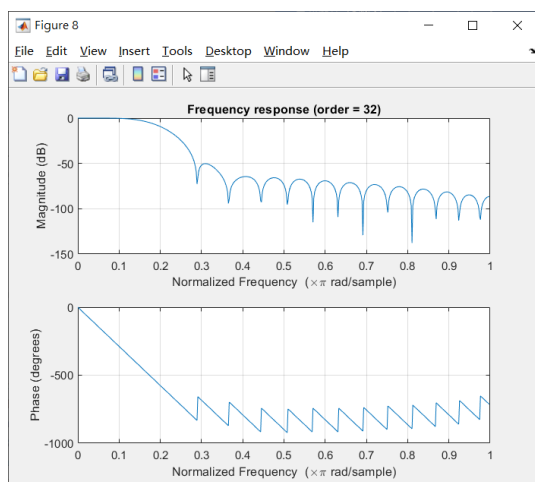 Figure 8
File Edit View Insert Tools Desktop Window Help
Frequency response (order = 32)
Magnitude (dB)
0
-50
-100
-150
0 0.1 0.2 0.3 0.4 0.5 0.6 0.7 0.8 0.9 1
Normalized Frequency (×π rad/sample)
Phase (degrees)
0
-500
-1000
0 0.1 0.2 0.3 0.4 0.5 0.6 0.7 0.8 0.9 1
Normalized Frequency (×π rad/sample)